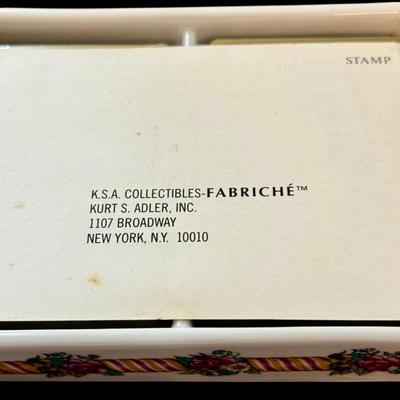 STAMP
K.S.A. COLLECTIBLES-FABRICHÉ™
KURT S. ADLER, INC.
1107 BROADWAY
NEW YORK, N.Y. 10010